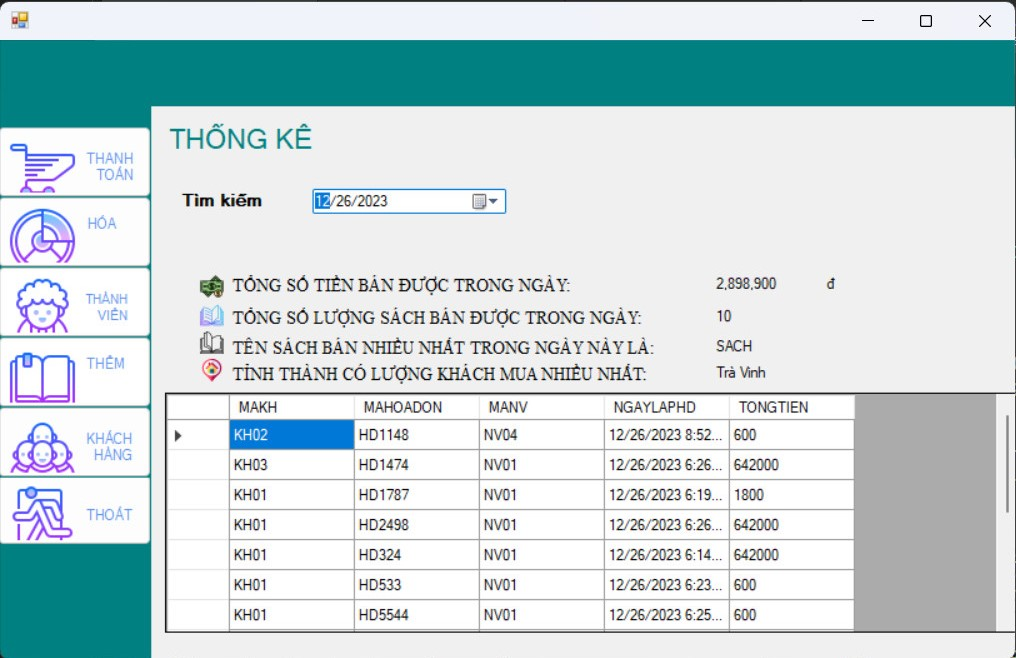 THANH
TOÁN
HÓA
THÀNH
VIÊN
THÊM
KHÁCH
HÀNG
THOÁT
THỐNG KÊ
Tìm kiếm
12/26/2023
TỔNG SỐ TIỀN BÁN ĐƯỢC TRONG NGÀY: 2,898,900 đ
TỔNG SỐ LƯỢNG SÁCH BÁN ĐƯỢC TRONG NGÀY: 10
TÊN SÁCH BÁN NHIỀU NHẤT TRONG NGÀY NÀY LÀ: SACH
TỈNH THÀNH CÓ LƯỢNG KHÁCH MUA NHIỀU NHẤT: Trà Vinh
MAKH MAHOADON MANV NGAYLAPHD TONGTIEN
KH02 HD1148 NV04 12/26/2023 8:52... 600
KH03 HD1474 NV01 12/26/2023 6:26... 642000
KH01 HD1787 NV01 12/26/2023 6:19... 1800
KH01 HD2498 NV01 12/26/2023 6:26... 642000
KH01 HD324 NV01 12/26/2023 6:14... 642000
KH01 HD533 NV01 12/26/2023 6:23... 600
KH01 HD5544 NV01 12/26/2023 6:25... 600